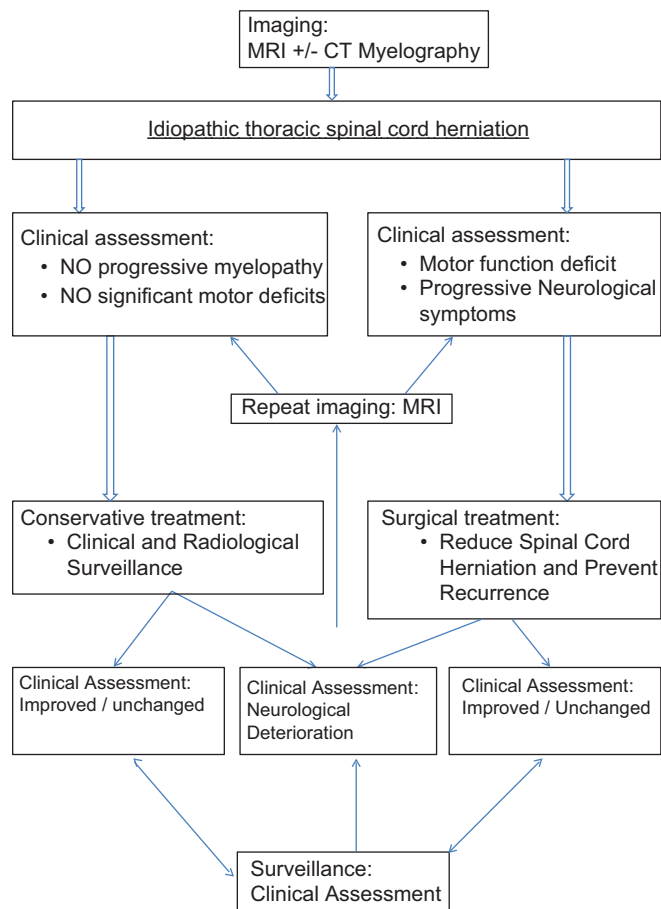 Imaging:
MRI +/- CT Myelography
Idiopathic thoracic spinal cord herniation
Clinical assessment:
• NO progressive myelopathy
• NO significant motor deficits
Clinical assessment:
• Motor function deficit
• Progressive Neurological
symptoms
Repeat imaging: MRI
Conservative treatment:
• Clinical and Radiological
Surveillance
Surgical treatment:
• Reduce Spinal Cord
Herniation and Prevent
Recurrence
Clinical Assessment:
Improved / unchanged
Clinical Assessment:
Neurological
Deterioration
Clinical Assessment:
Improved / Unchanged
Surveillance:
Clinical Assessment